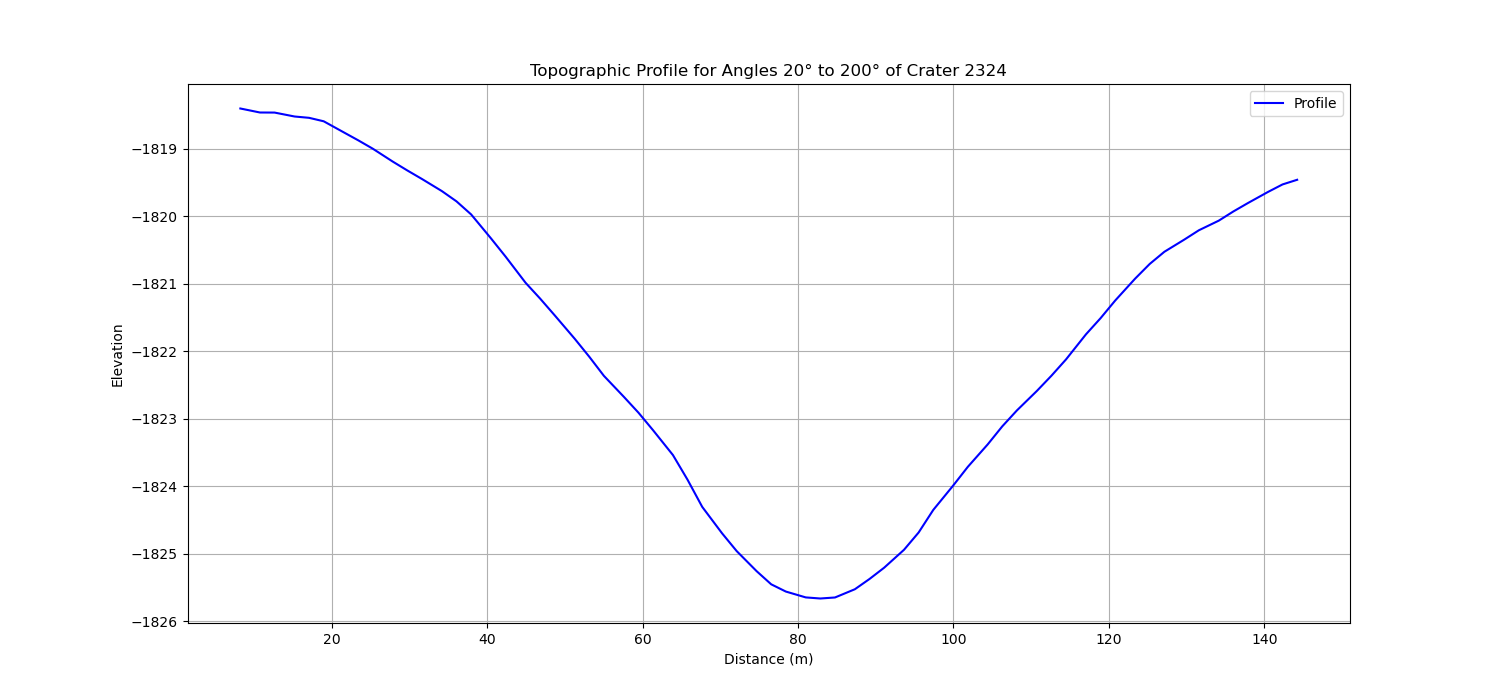 Topographic Profile for Angles 20° to 200° of Crater 2324
Profile
−1819
−1820
−1821
−1822
−1823
−1824
−1825
−1826
Elevation
20 40 60 80 100 120 140
Distance (m)